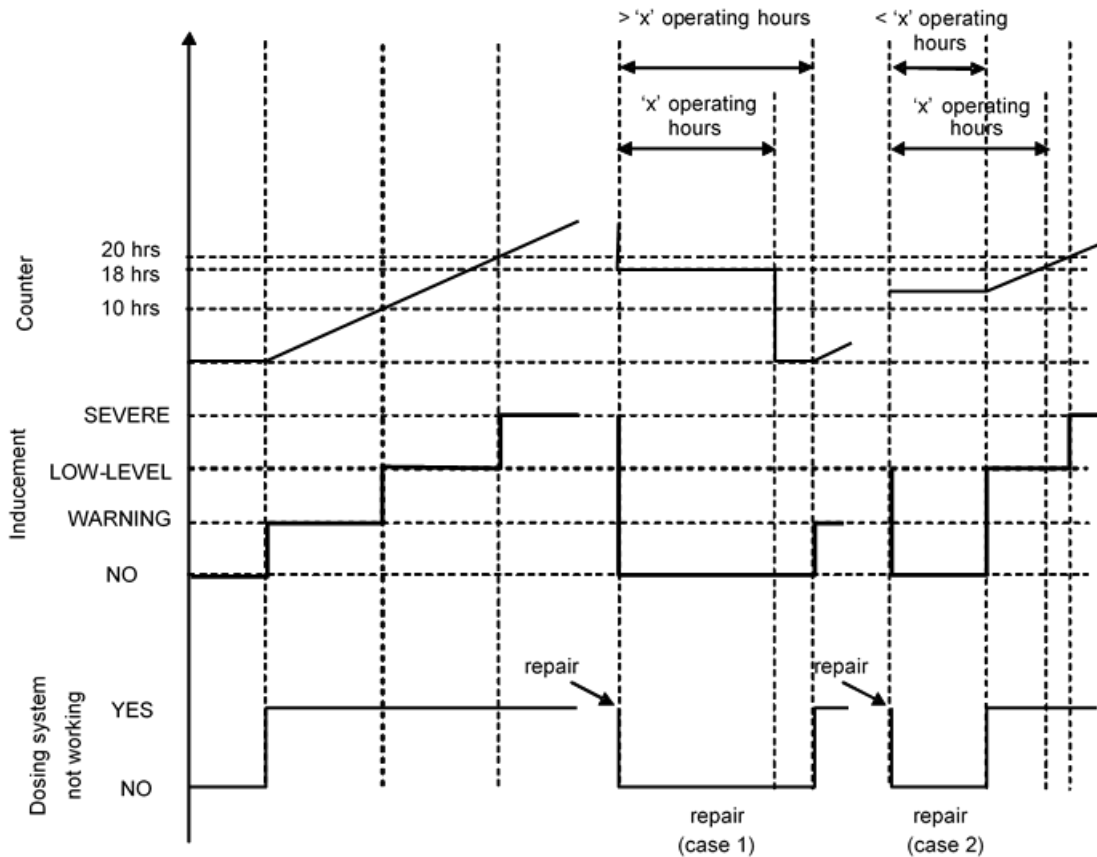 > ‘x’ operating hours
< ‘x’ operating
hours
‘x’ operating
hours
‘x’ operating
hours
Counter
20 hrs
18 hrs
10 hrs
Inducement
SEVERE
LOW-LEVEL
WARNING
NO
Dosing system
not working
YES
NO
repair
repair
repair
(case 1)
repair
(case 2)